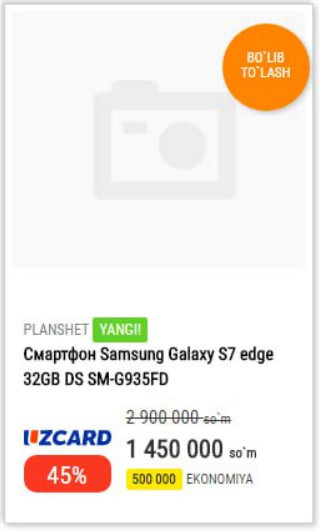 BO`LIB
TO`LASH
PLANSHET YANGI!
Смартфон Samsung Galaxy S7 edge
32GB DS SM-G935FD
2 900 000 so`m
UZCARD
1 450 000 so`m
45%
500 000 EKONOMIYA